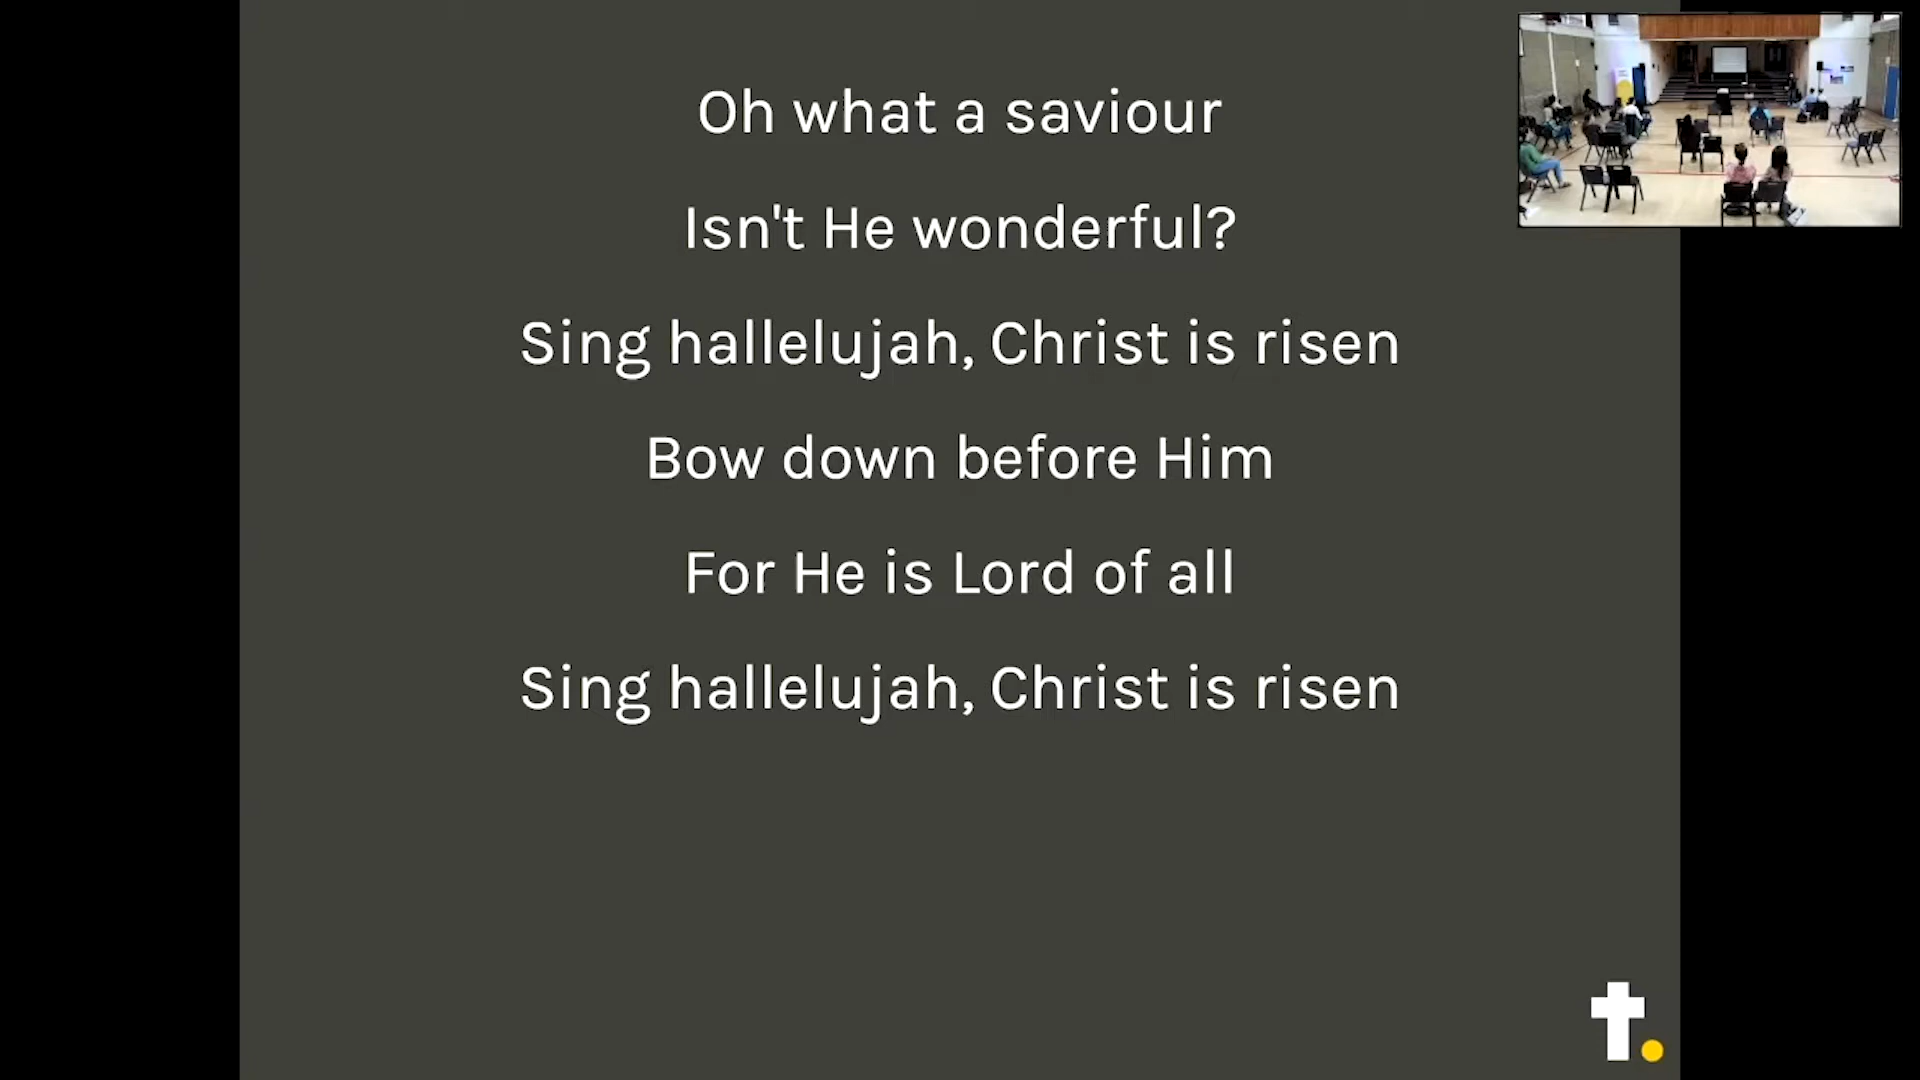 Oh what a saviour
Isn't He wonderful?
Sing hallelujah, Christ is risen
Bow down before Him
For He is Lord of all
Sing hallelujah, Christ is risen